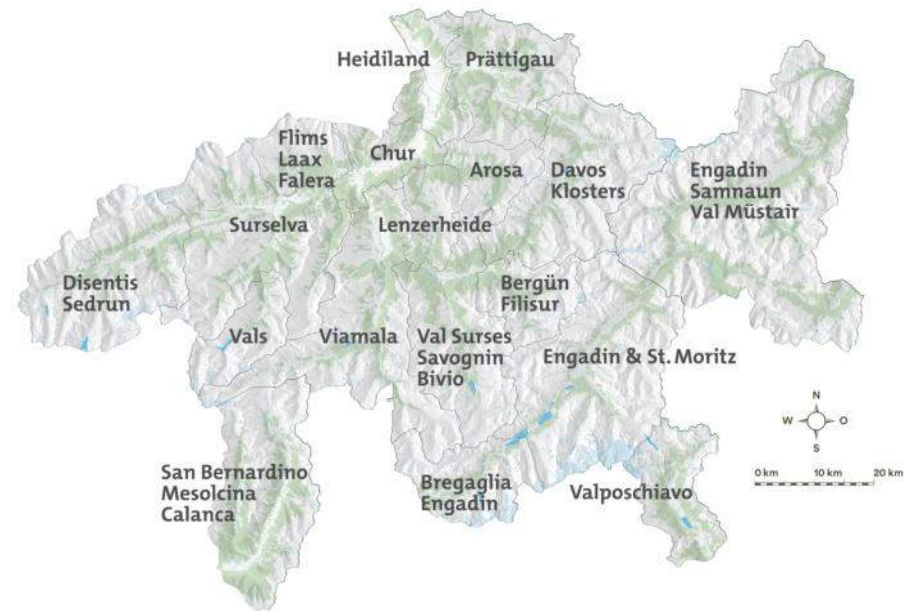 Heidiland
Prättigau
Flims
Laax
Falera
Chur
Arosa
Davos
Klosters
Engadin
Samnaun
Val Müstair
Surselva
Lenzerheide
Disentis
Sedrun
Bergün
Filisur
Vals
Viamala
Val Surses
Savognin
Bivio
Engadin & St. Moritz
N
W O
S
0 km 10 km 20 km
San Bernardino
Mesolcina
Calanca
Bregaglia
Engadin
Valposchiavo